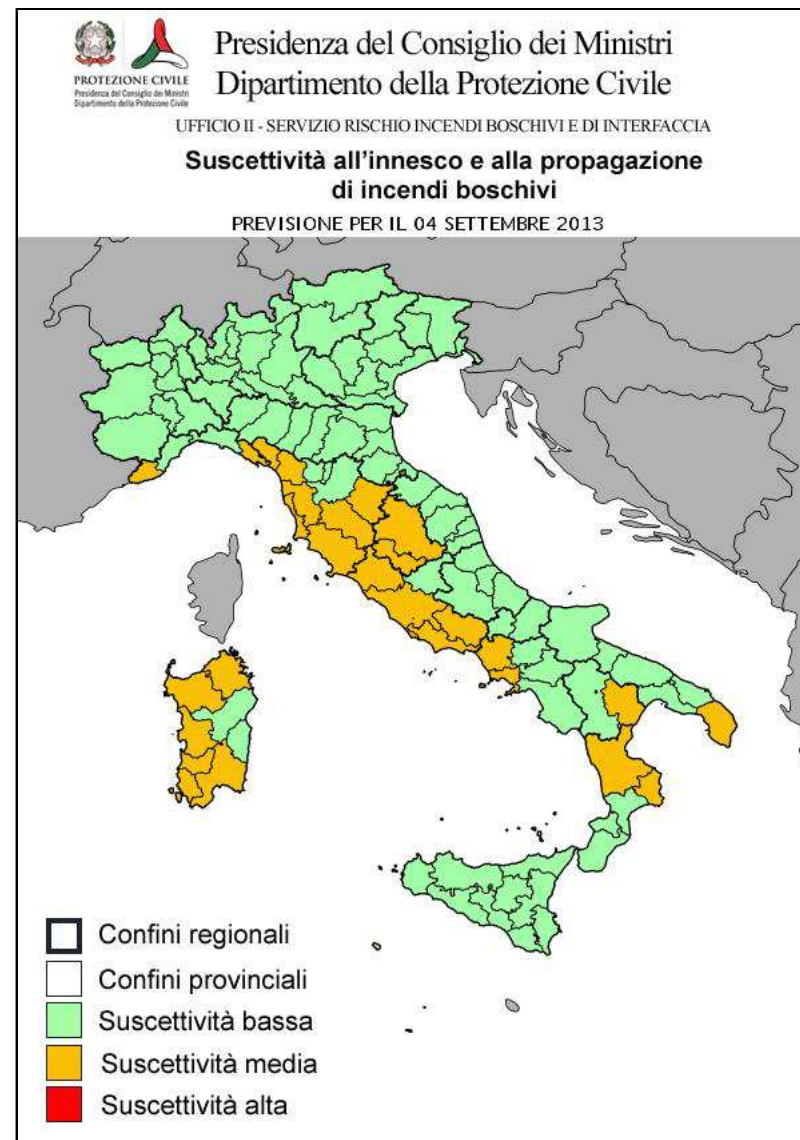 Presidenza del Consiglio dei Ministri
Dipartimento della Protezione Civile
PROTEZIONE CIVILE
Presidenza del Consiglio dei Ministri
Dipartimento della Protezione Civile
UFFICIO II - SERVIZIO RISCHIO INCENDI BOSCHIVI E DI INTERFACCIA
Suscettività all'innesco e alla propagazione
di incendi boschivi
PREVISIONE PER IL 04 SETTEMBRE 2013
Confini regionali
Confini provinciali
Suscettività bassa
Suscettività media
Suscettività alta